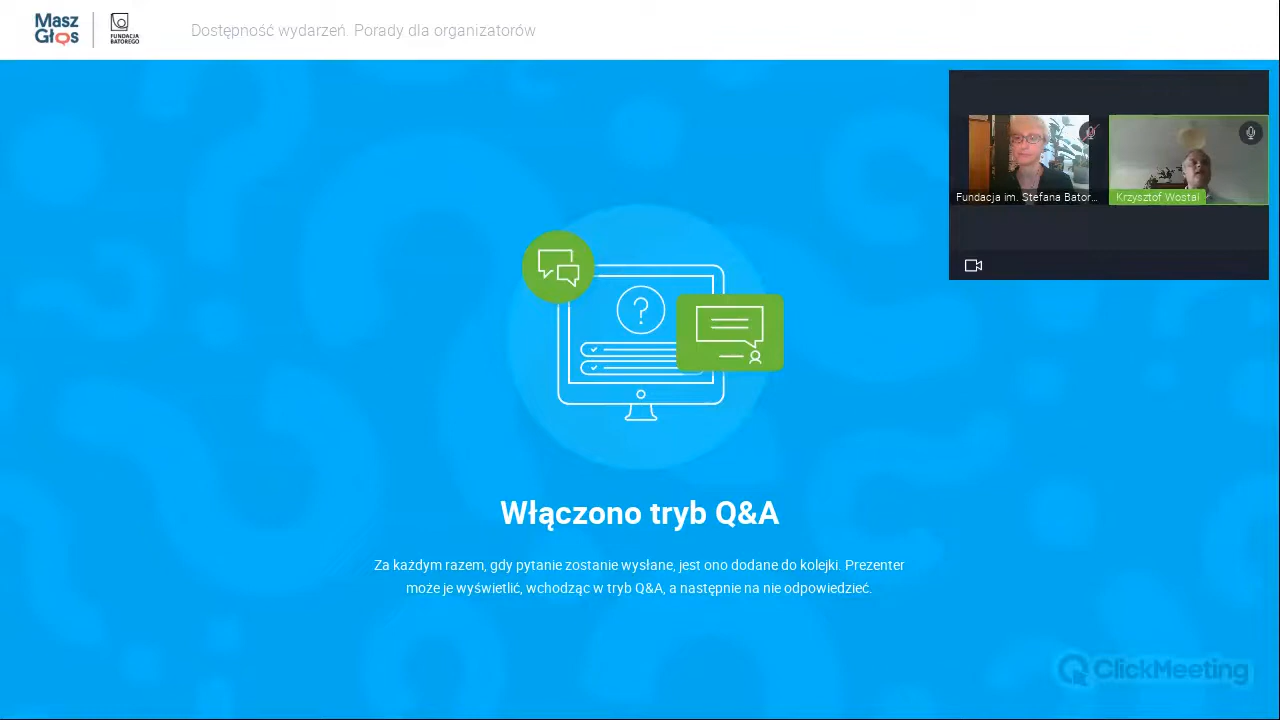 Masz
Głos
FUNDACJA
BATOREGO
Dostępność wydarzeń. Porady dla organizatorów
Fundacja im. Stefana Bator...
Krzysztof Wostal
Włączono tryb Q&A
Za każdym razem, gdy pytanie zostanie wysłane, jest ono dodane do kolejki. Prezenter
może je wyświetlić, wchodząc w tryb Q&A, a następnie na nie odpowiedzieć.
ClickMeeting